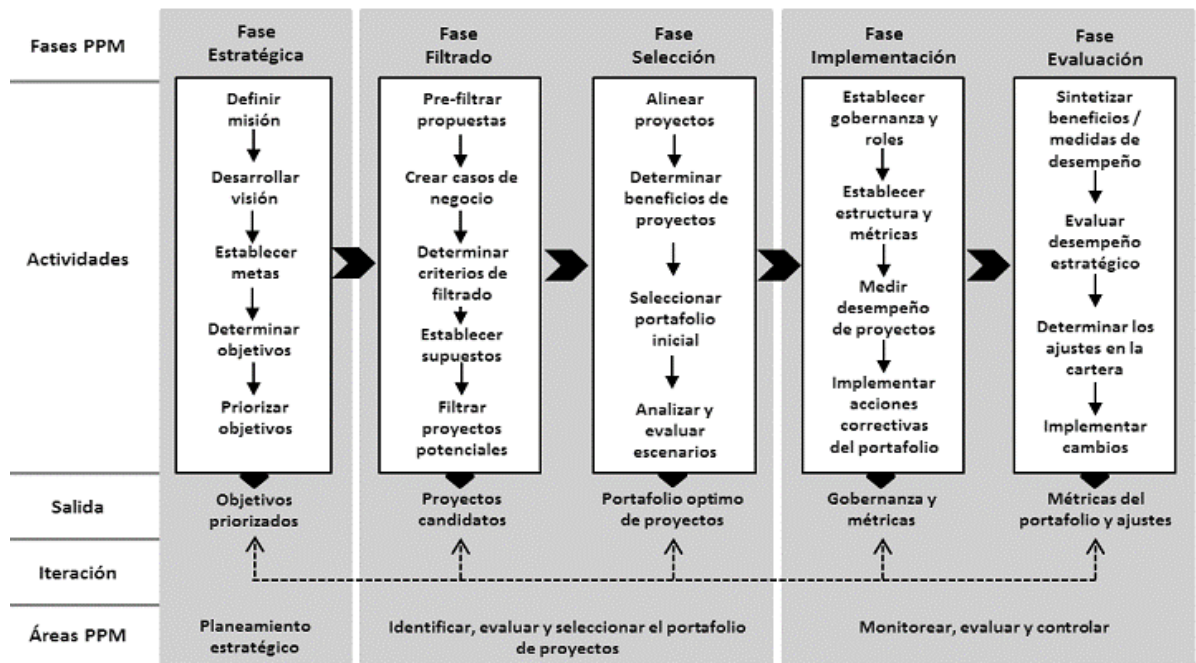 Fases PPM
Fase
Estratégica
Fase
Filtrado
Fase
Selección
Fase
Implementación
Fase
Evaluación
Actividades
Definir
misión
Desarrollar
visión
Establecer
metas
Determinar
objetivos
Priorizar
objetivos
Pre-filtrar
propuestas
Crear casos de
negocio
Determinar
criterios de
filtrado
Establecer
supuestos
Filtrar
proyectos
potenciales
Alinear
proyectos
Determinar
beneficios de
proyectos
Seleccionar
portafolio
inicial
Analizar y
evaluar
escenarios
Establecer
gobernanza y
roles
Establecer
estructura y
métricas
Medir
desempeño
de proyectos
Implementar
acciones
correctivas
del portafolio
Sintetizar
beneficios /
medidas de
desempeño
Evaluar
desempeño
estratégico
Determinar los
ajustes en la
cartera
Implementar
cambios
Salida
Objetivos
priorizados
Proyectos
candidatos
Portafolio optimo
de proyectos
Gobernanza y
métricas
Métricas del
portafolio y ajustes
Iteración
Áreas PPM
Planeamiento
estratégico
Identificar, evaluar y seleccionar el portafolio
de proyectos
Monitorear, evaluar y controlar